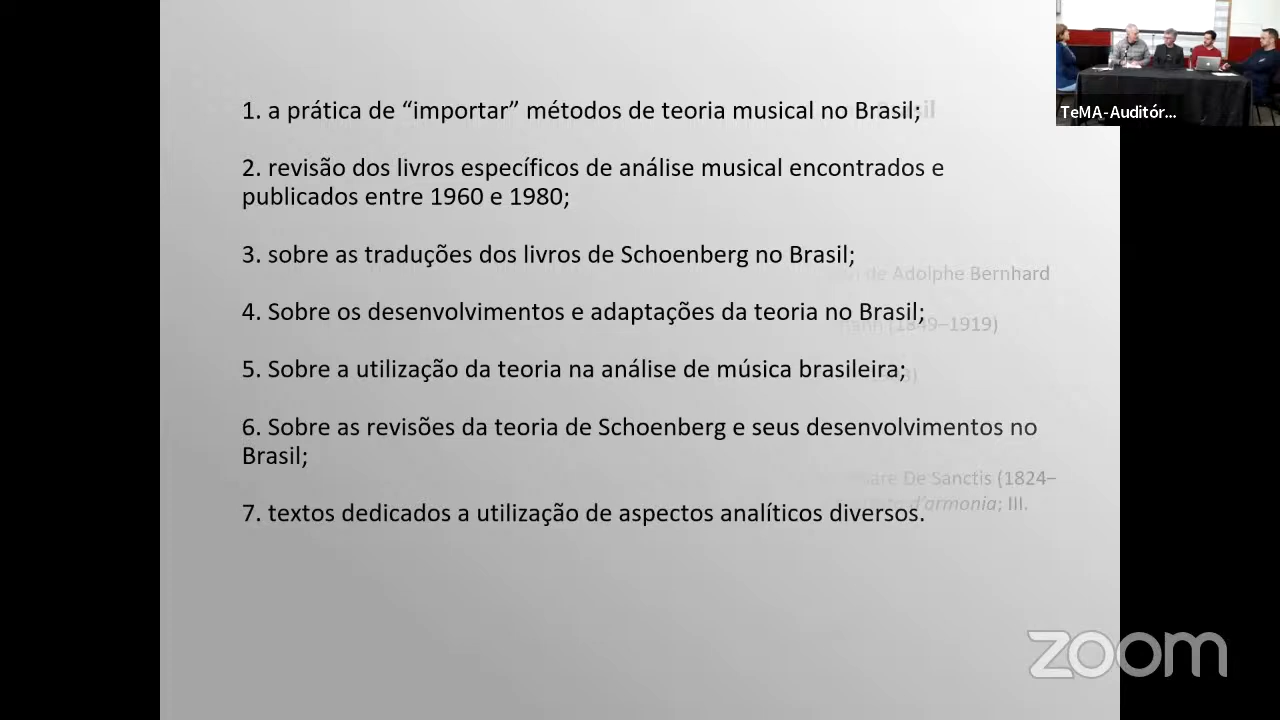 1. a prática de “importar” métodos de teoria musical no Brasil;
2. revisão dos livros específicos de análise musical encontrados e
publicados entre 1960 e 1980;
3. sobre as traduções dos livros de Schoenberg no Brasil;
de Adolphe Bernhard
4. Sobre os desenvolvimentos e adaptações da teoria no Brasil;
(1849–1919)
5. Sobre a utilização da teoria na análise de música brasileira;
6. Sobre as revisões da teoria de Schoenberg e seus desenvolvimentos no
Brasil;
De Sanctis (1824–
d’armonia; III.
7. textos dedicados a utilização de aspectos analíticos diversos.
TeMA-Auditór...
zoom